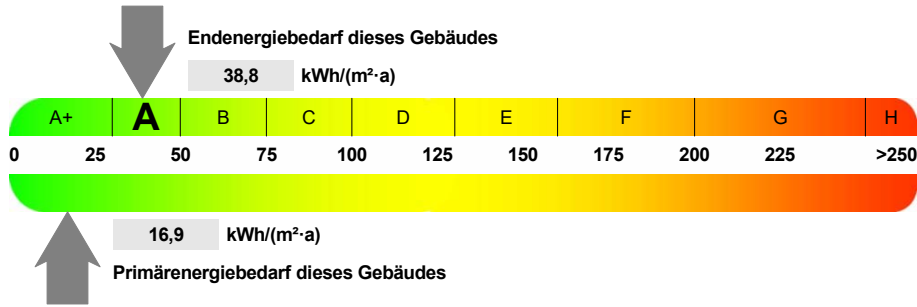 Endenergiebedarf dieses Gebäudes
38,8 kWh/(m²·a)
A+ A B C D E F G H
0 25 50 75 100 125 150 175 200 225 >250
16,9 kWh/(m²·a)
Primärenergiebedarf dieses Gebäudes